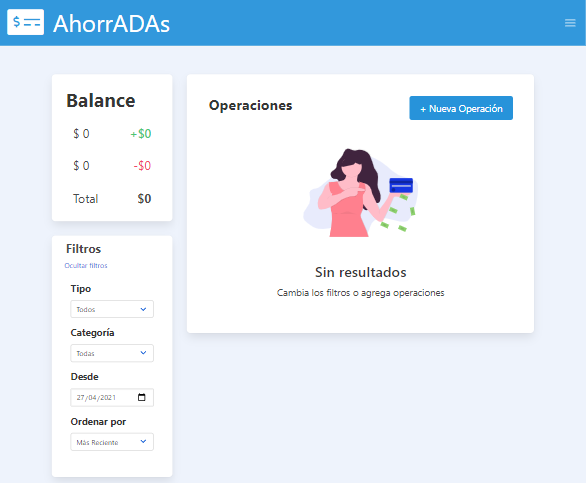 $ AhorrADAs
Balance
$ 0 +$0
$ 0 -$0
Total $0
Filtros
Ocultar filtros
Tipo
Todos
Categoría
Todas
Desde
27/04/2021
Ordenar por
Más Reciente
Operaciones
+ Nueva Operación
Sin resultados
Cambia los filtros o agrega operaciones